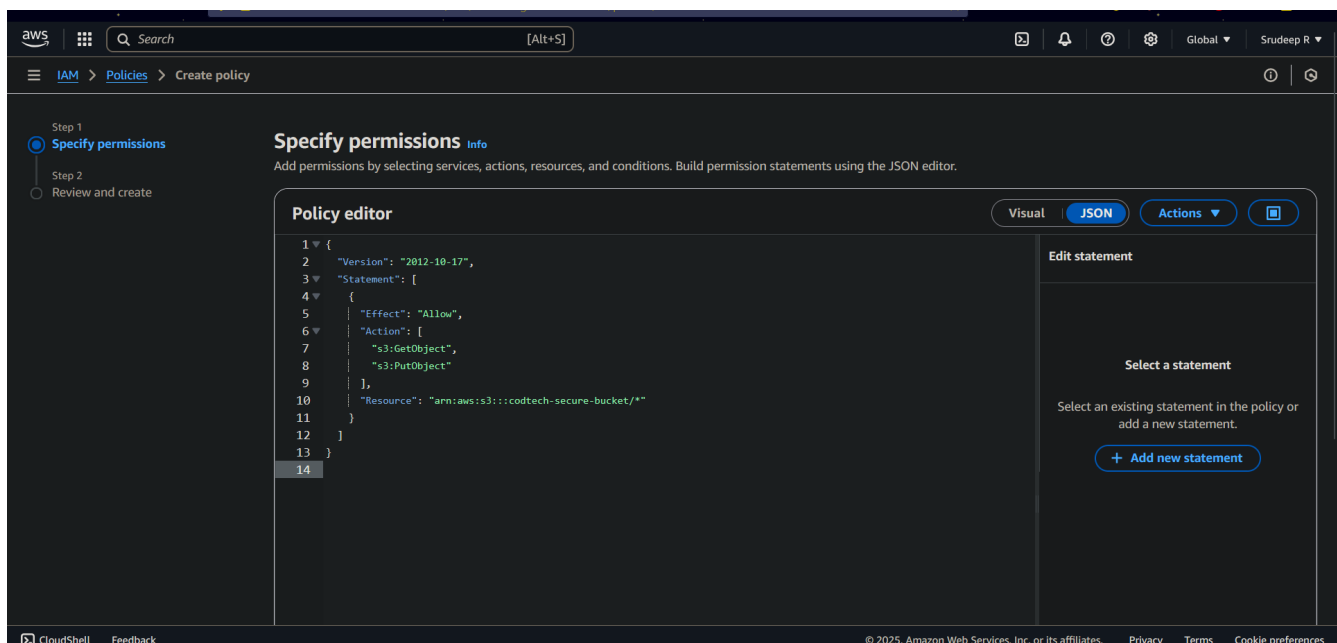 aws
Search [Alt+S]
Global Srudeep R
IAM > Policies > Create policy
Step 1
Specify permissions
Step 2
Review and create
Specify permissions Info
Add permissions by selecting services, actions, resources, and conditions. Build permission statements using the JSON editor.
Policy editor
Visual JSON Actions
1 {
2 "Version": "2012-10-17",
3 "Statement": [
4 {
5 "Effect": "Allow",
6 "Action": [
7 "s3:GetObject",
8 "s3:PutObject"
9 ],
10 "Resource": "arn:aws:s3:::codtech-secure-bucket/*"
11 }
12 ]
13 }
14
Edit statement
Select a statement
Select an existing statement in the policy or
add a new statement.
+ Add new statement
CloudShell Feedback © 2025, Amazon Web Services, Inc. or its affiliates. Privacy Terms Cookie preferences